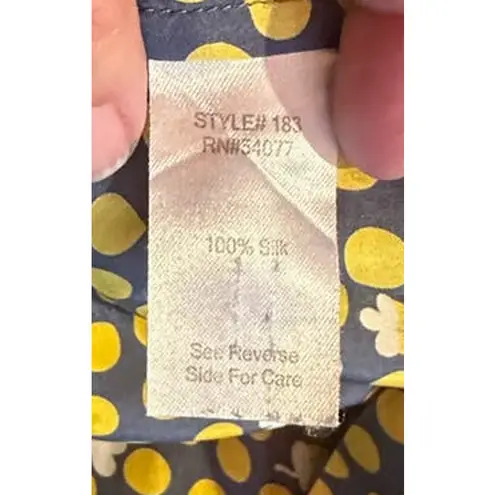 STYLE# 183
RN#54077
100% Silk
See Reverse
Side For Care